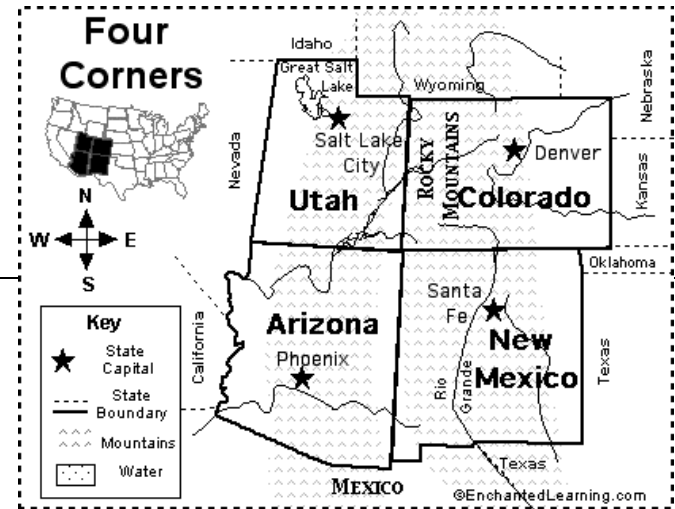 Four
Corners
Idaho
Great Salt
Lake
Wyoming
Nebraska
Salt Lake
City
ROCKY
MOUNTAINS
Denver
Nevada
Utah
Colorado
Kansas
N
W E
S
Oklahoma
Key
State
Capital
State
Boundary
Mountains
Water
California
Arizona
Phoenix
Santa
Fe
New
Mexico
Rio
Grande
Texas
Texas
MEXICO
©EnchantedLearning.com